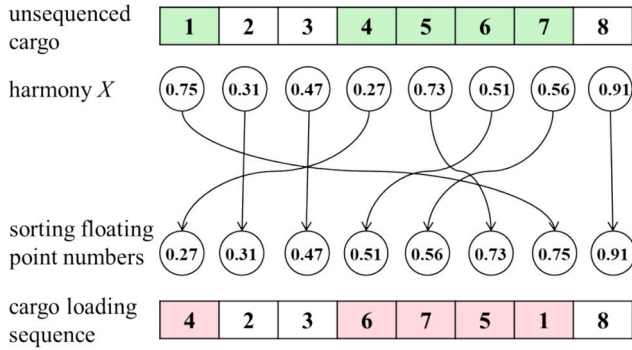 unsequenced
cargo
1 2 3 4 5 6 7 8
harmony X
0.75 0.31 0.47 0.27 0.73 0.51 0.56 0.91
sorting floating
point numbers
0.27 0.31 0.47 0.51 0.56 0.73 0.75 0.91
cargo loading
sequence
4 2 3 6 7 5 1 8